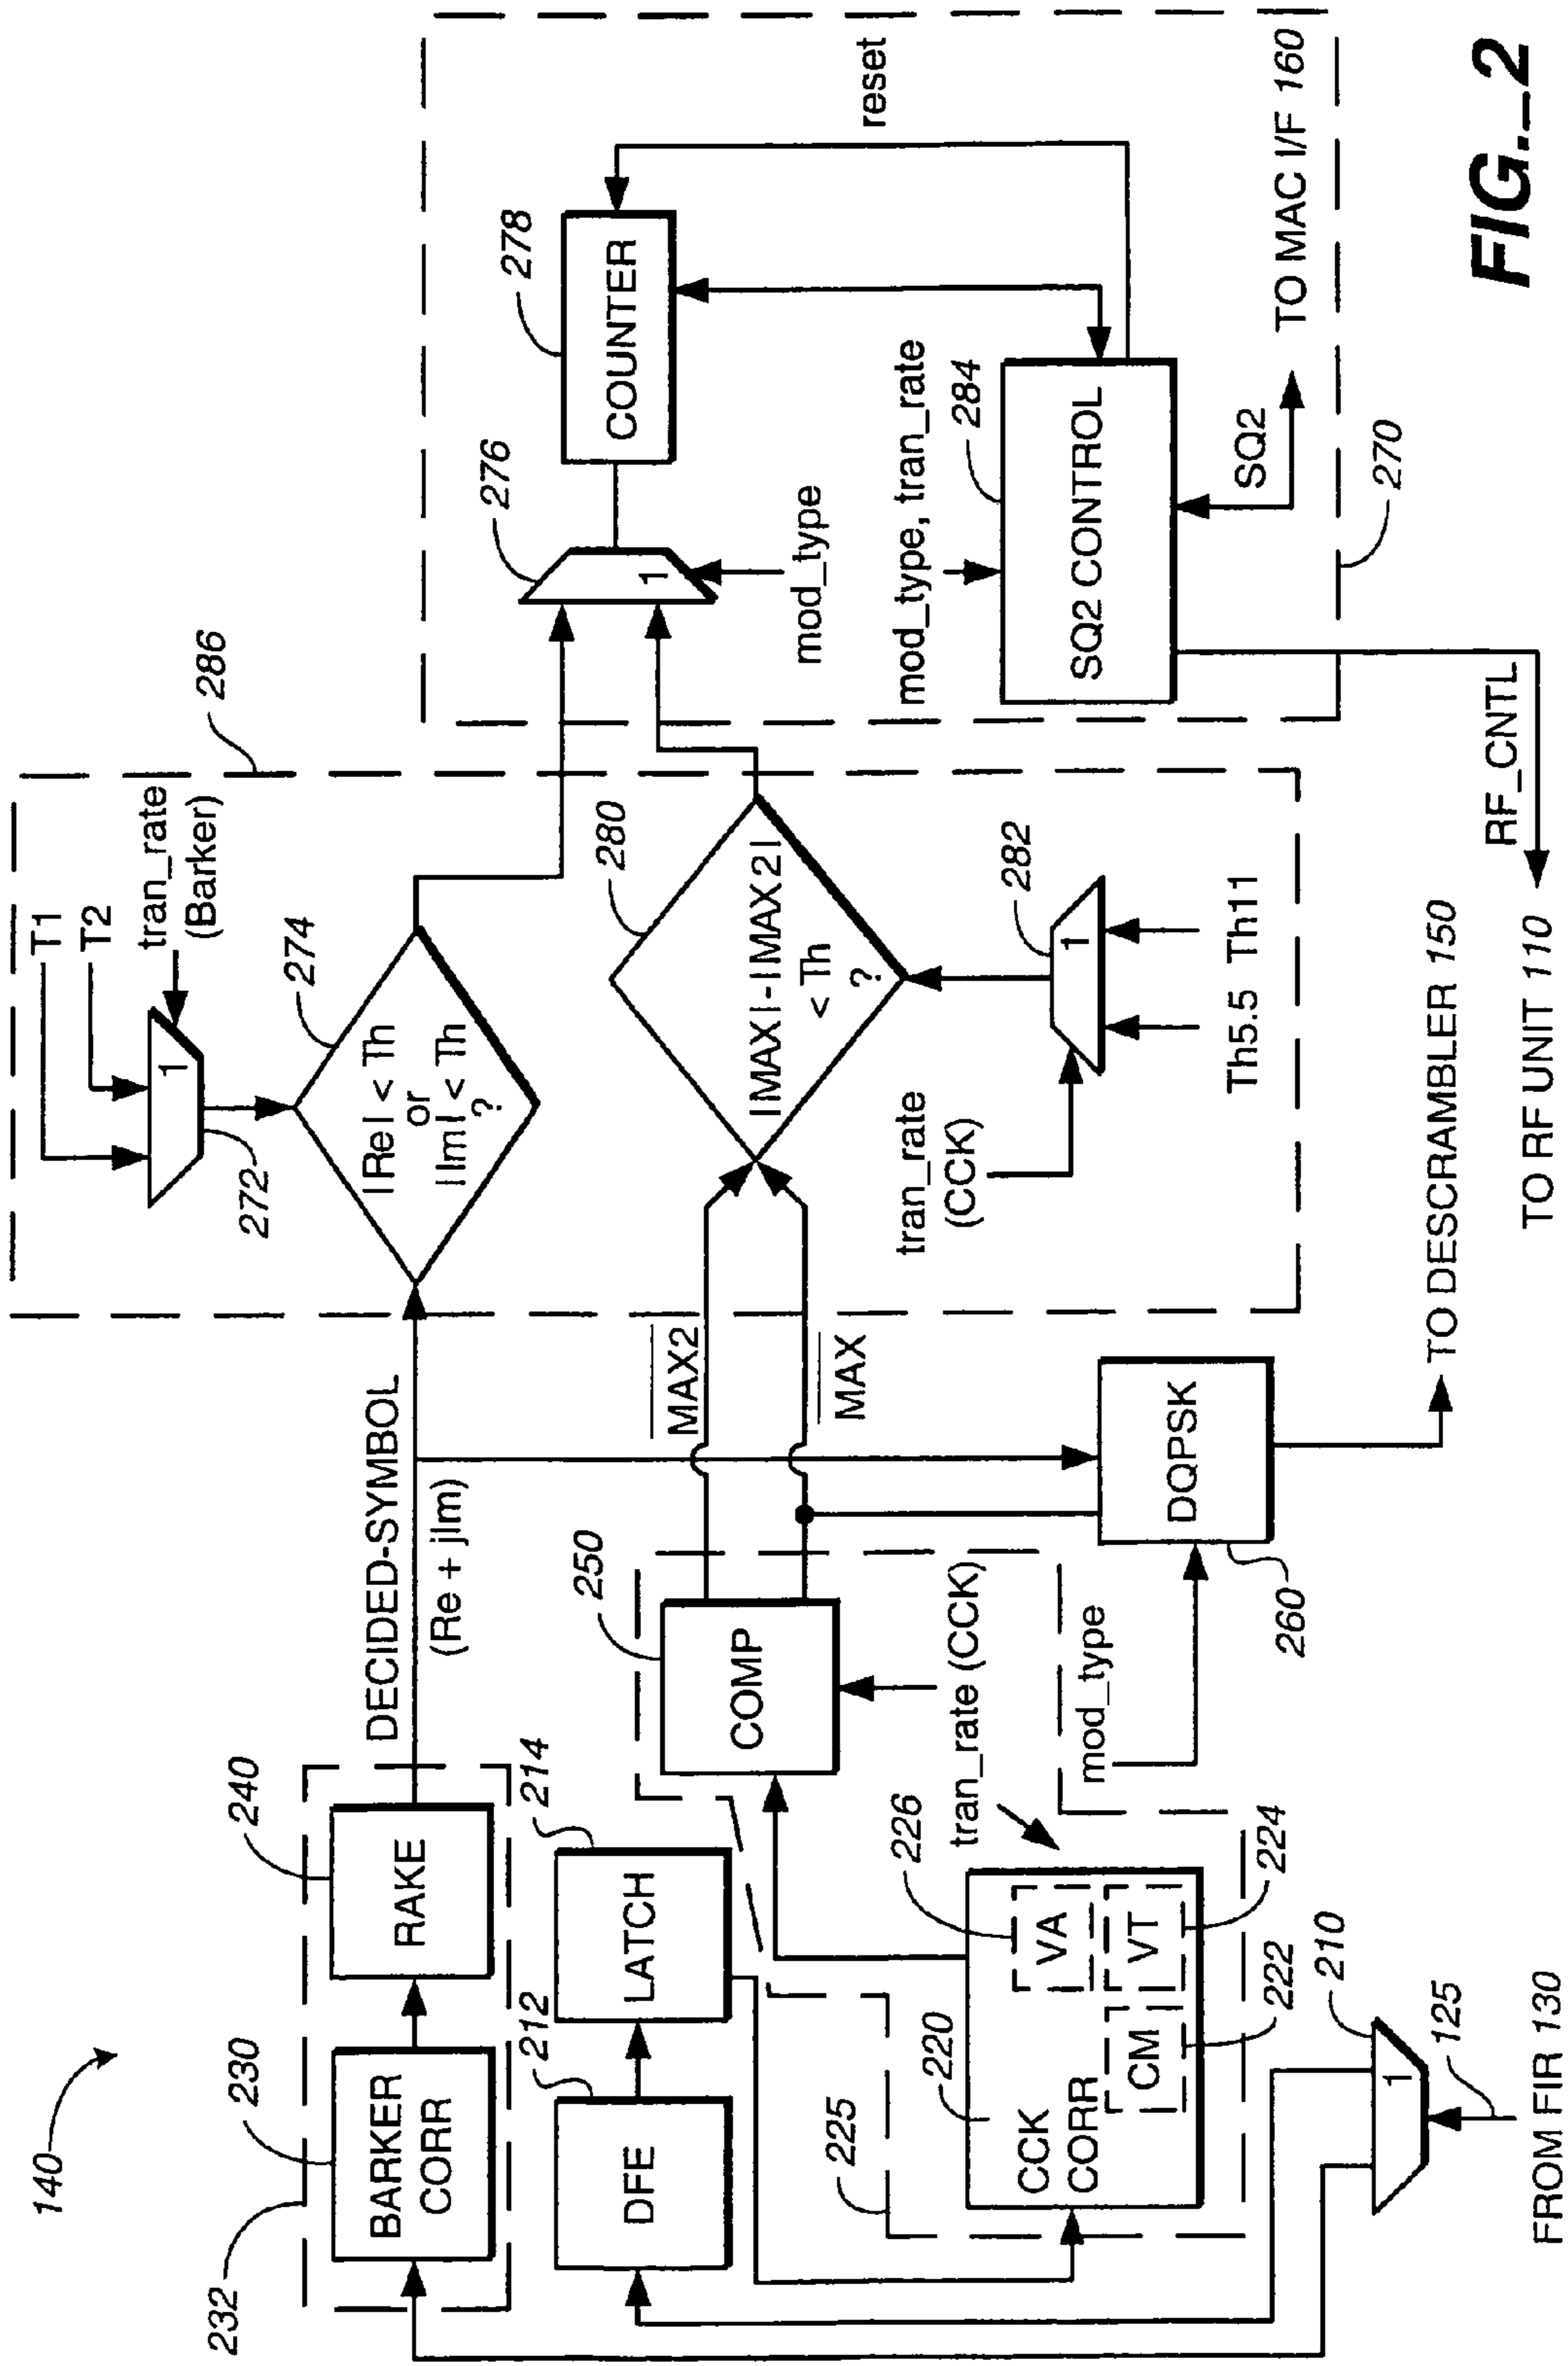 140
232
230
BARKER
CORR
240
RAKE
DECIDED-SYMBOL
(Re + jIm)
T1
T2
tran_rate
(Barker)
1
272
274
|Re| < Th
or
|Im| < Th
?
286
212
DFE
214
LATCH
225
220
CCK
CORR
226
VA
VT
224
CM
222
tran_rate (CCK)
250
COMP
MAX2
MAX
280
|MAX|-|MAX2|
< Th
?
tran_rate
(CCK)
282
1
Th5.5
Th11
276
1
mod_type
278
COUNTER
reset
mod_type, tran_rate
284
SQ2 CONTROL
SQ2
TO MAC I/F 160
270
RF_CNTL
TO RF UNIT 110
mod_type
DQPSK
260
TO DESCRAMBLER 150
210
1
125
FROM FIR 130
FIG._2